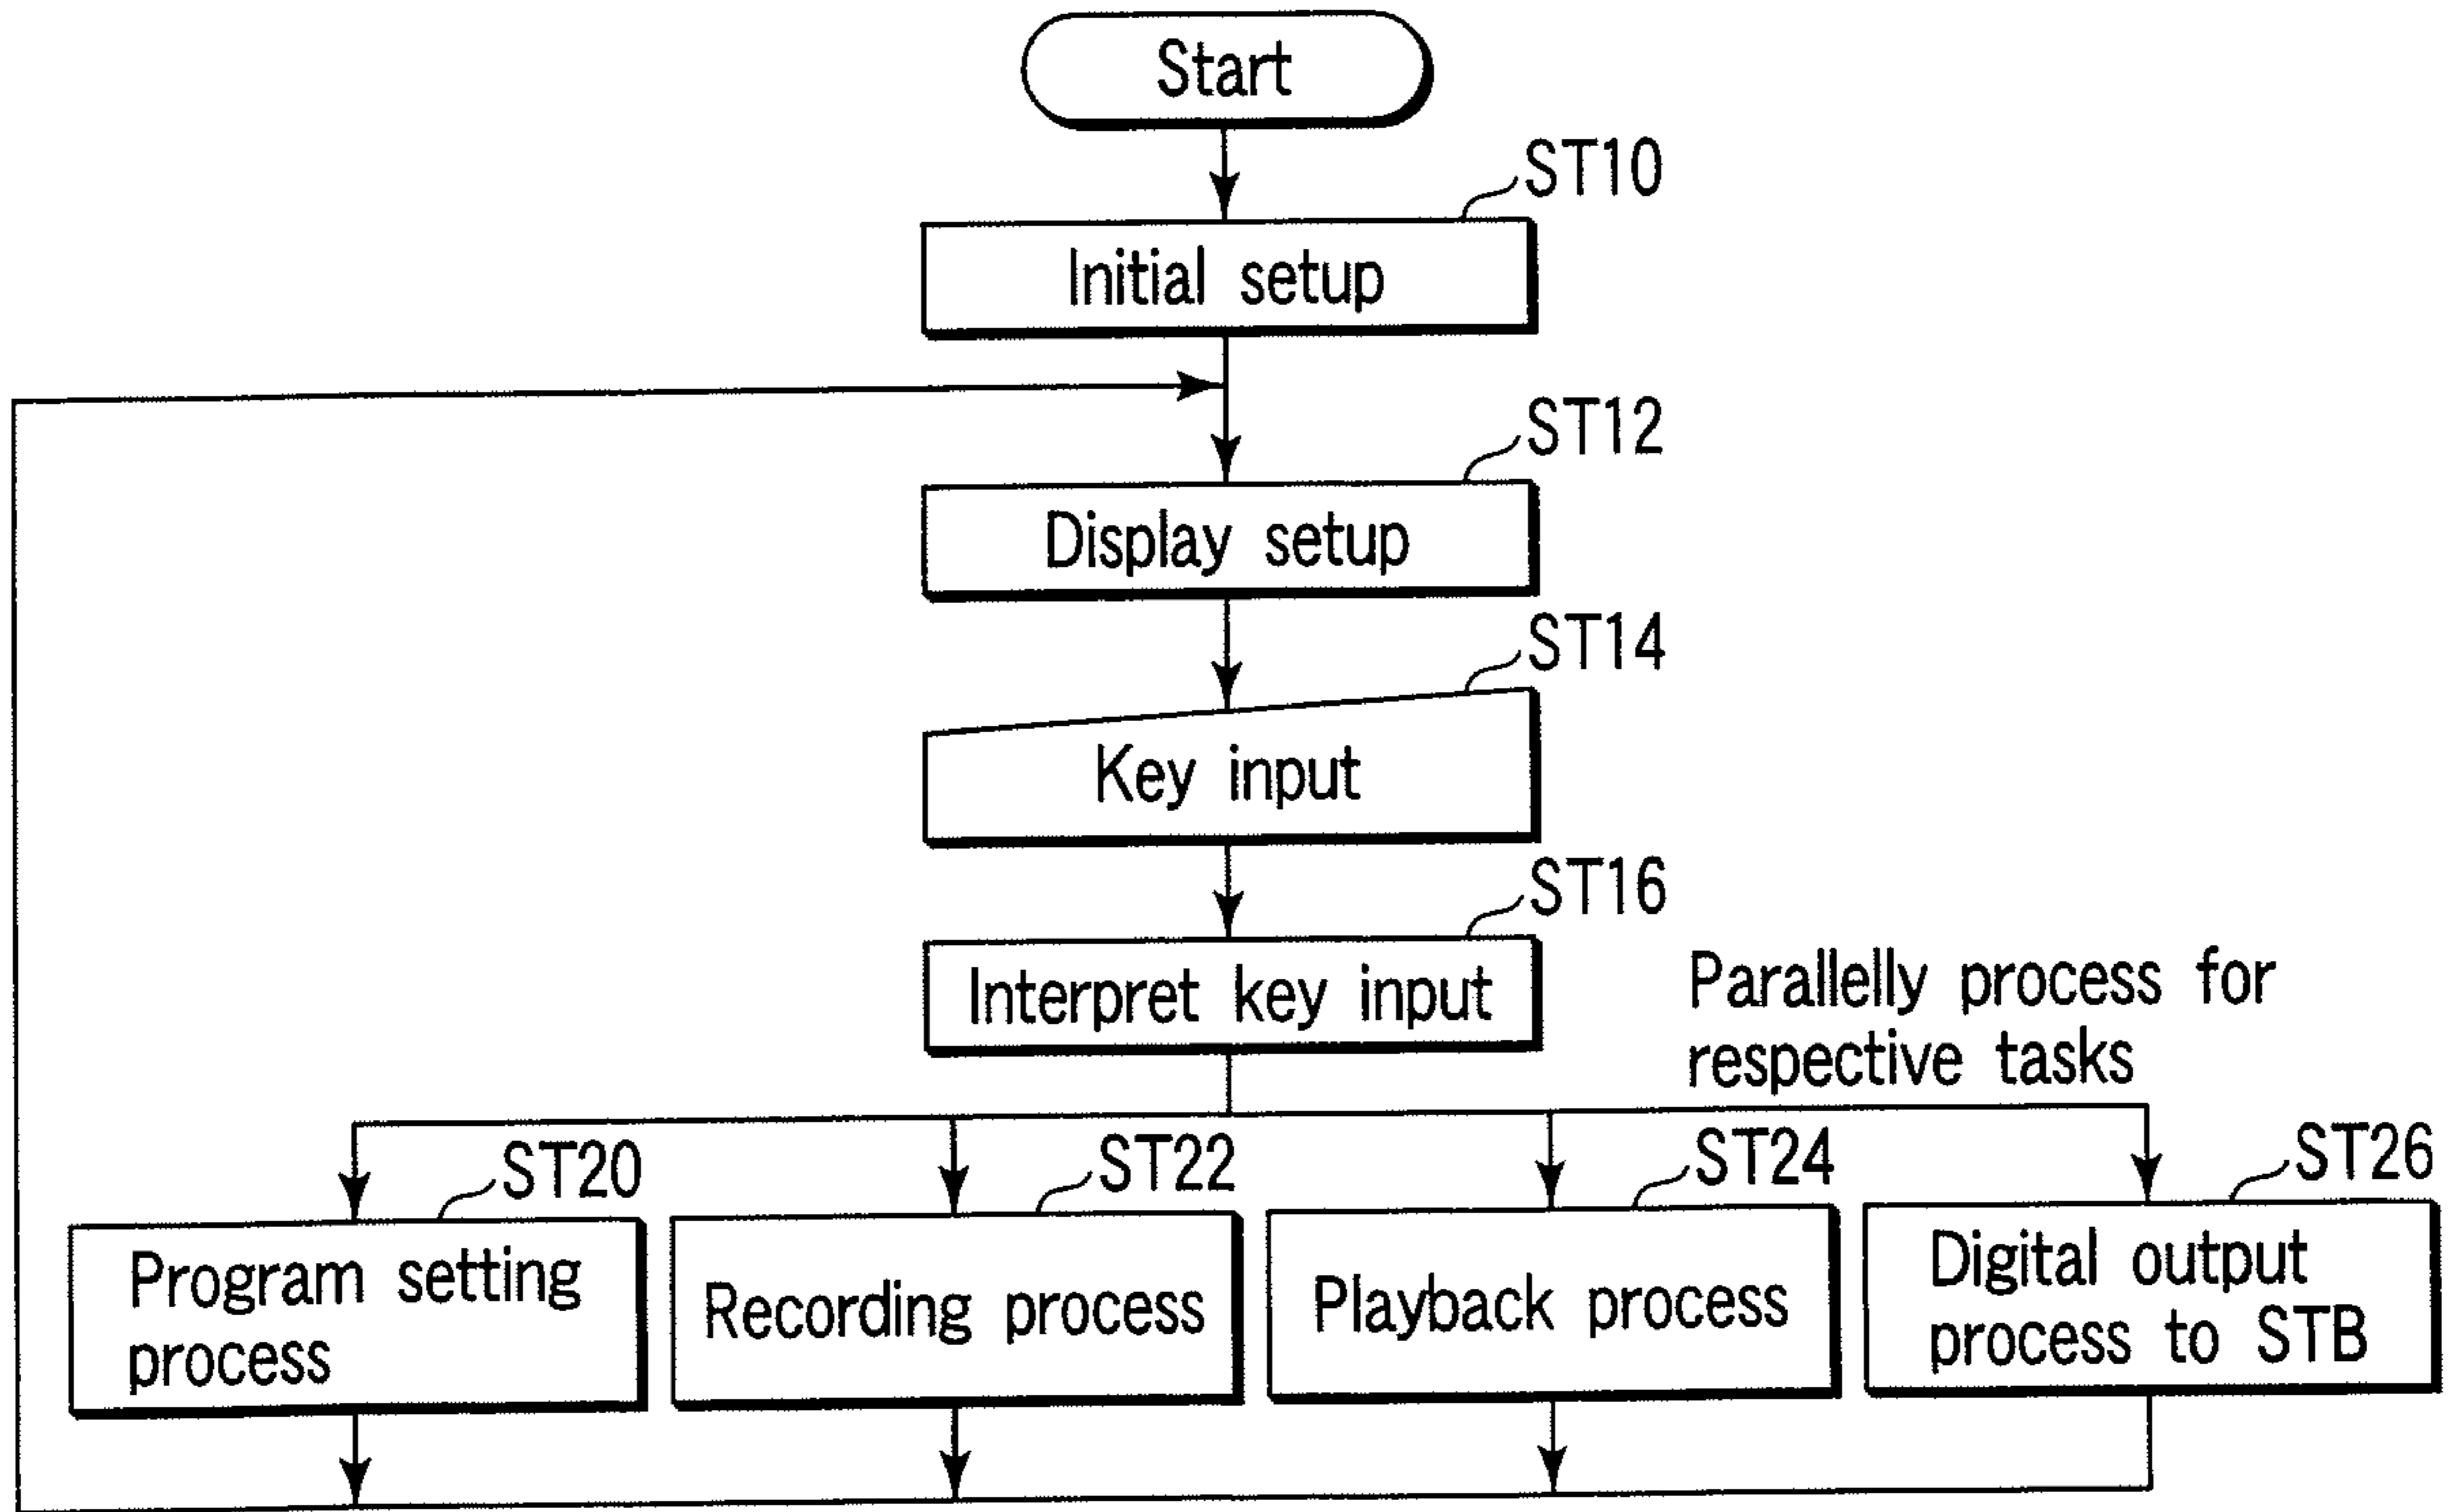 Start
ST10
Initial setup
ST12
Display setup
ST14
Key input
ST16
Interpret key input
Parallelly process for
respective tasks
ST20
Program setting
process
ST22
Recording process
ST24
Playback process
ST26
Digital output
process to STB